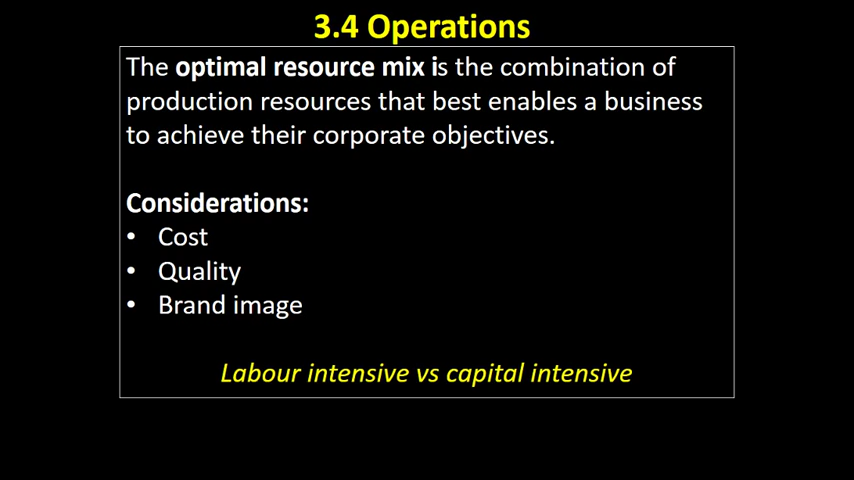 3.4 Operations
The optimal resource mix is the combination of
production resources that best enables a business
to achieve their corporate objectives.
Considerations:
• Cost
• Quality
• Brand image
Labour intensive vs capital intensive